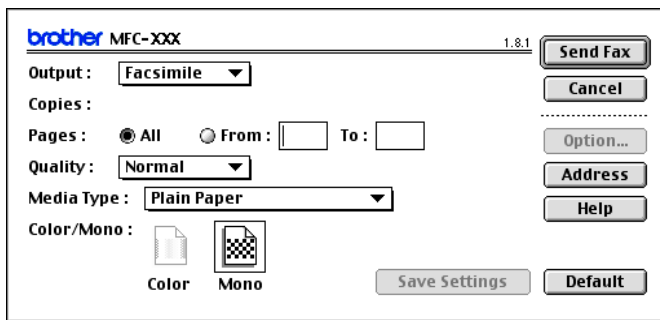 brother MFC-XXX 1.8.1
Send Fax
Output : Facsimile
Cancel
Copies :
Pages : All From : To :
Option...
Quality : Normal
Address
Media Type : Plain Paper
Help
Color/Mono :
Color Mono
Save Settings Default